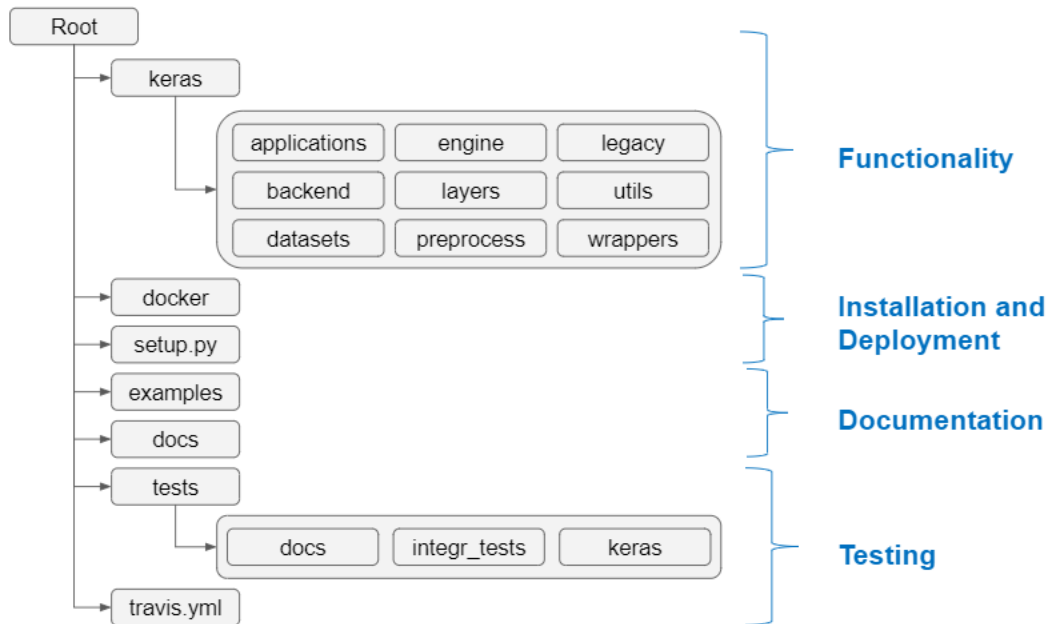 Root
keras
applications engine legacy
backend layers utils
datasets preprocess wrappers
Functionality
docker
setup.py
Installation and
Deployment
examples
docs
Documentation
tests
docs integr_tests keras
travis.yml
Testing